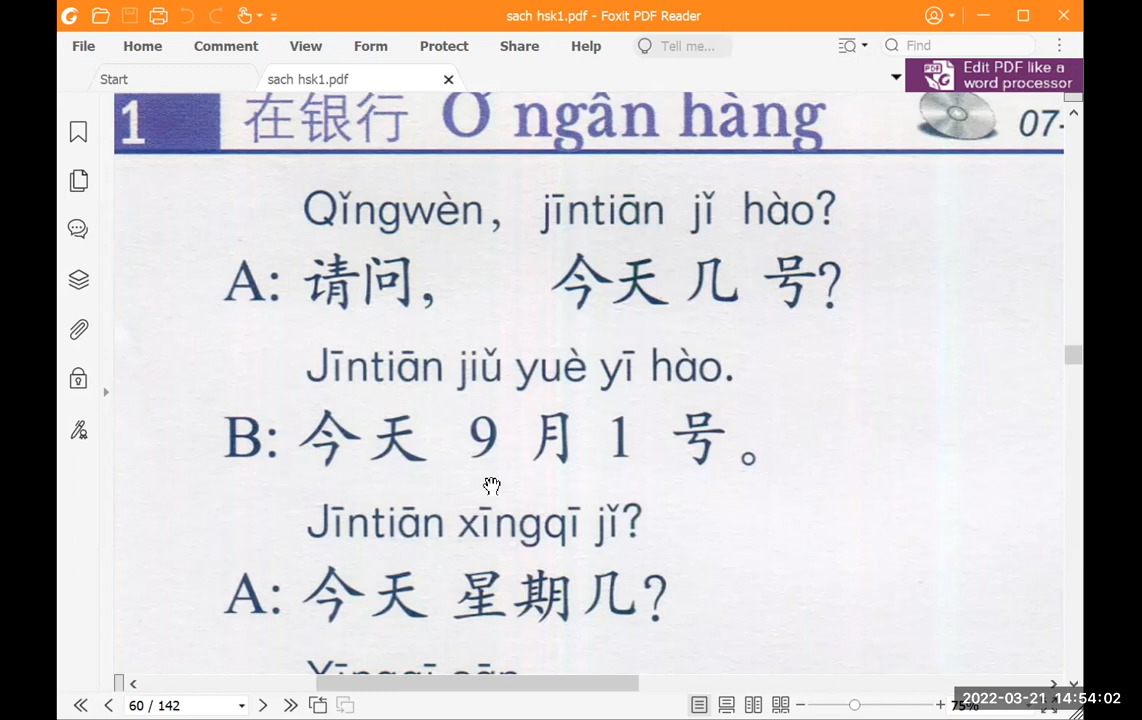 sach hsk1.pdf - Foxit PDF Reader
File Home Comment View Form Protect Share Help Tell me... Find
Start sach hsk1.pdf Edit PDF like a
word processor
1 在银行 Ở ngân hàng 07-
Qǐngwèn, jīntiān jǐ hào?
A: 请问, 今天几号?
Jīntiān jiǔ yuè yī hào.
B: 今天 9 月 1 号。
Jīntiān xīngqī jǐ?
A: 今天星期几?
60 / 142 75%
2022-03-21 14:54:02